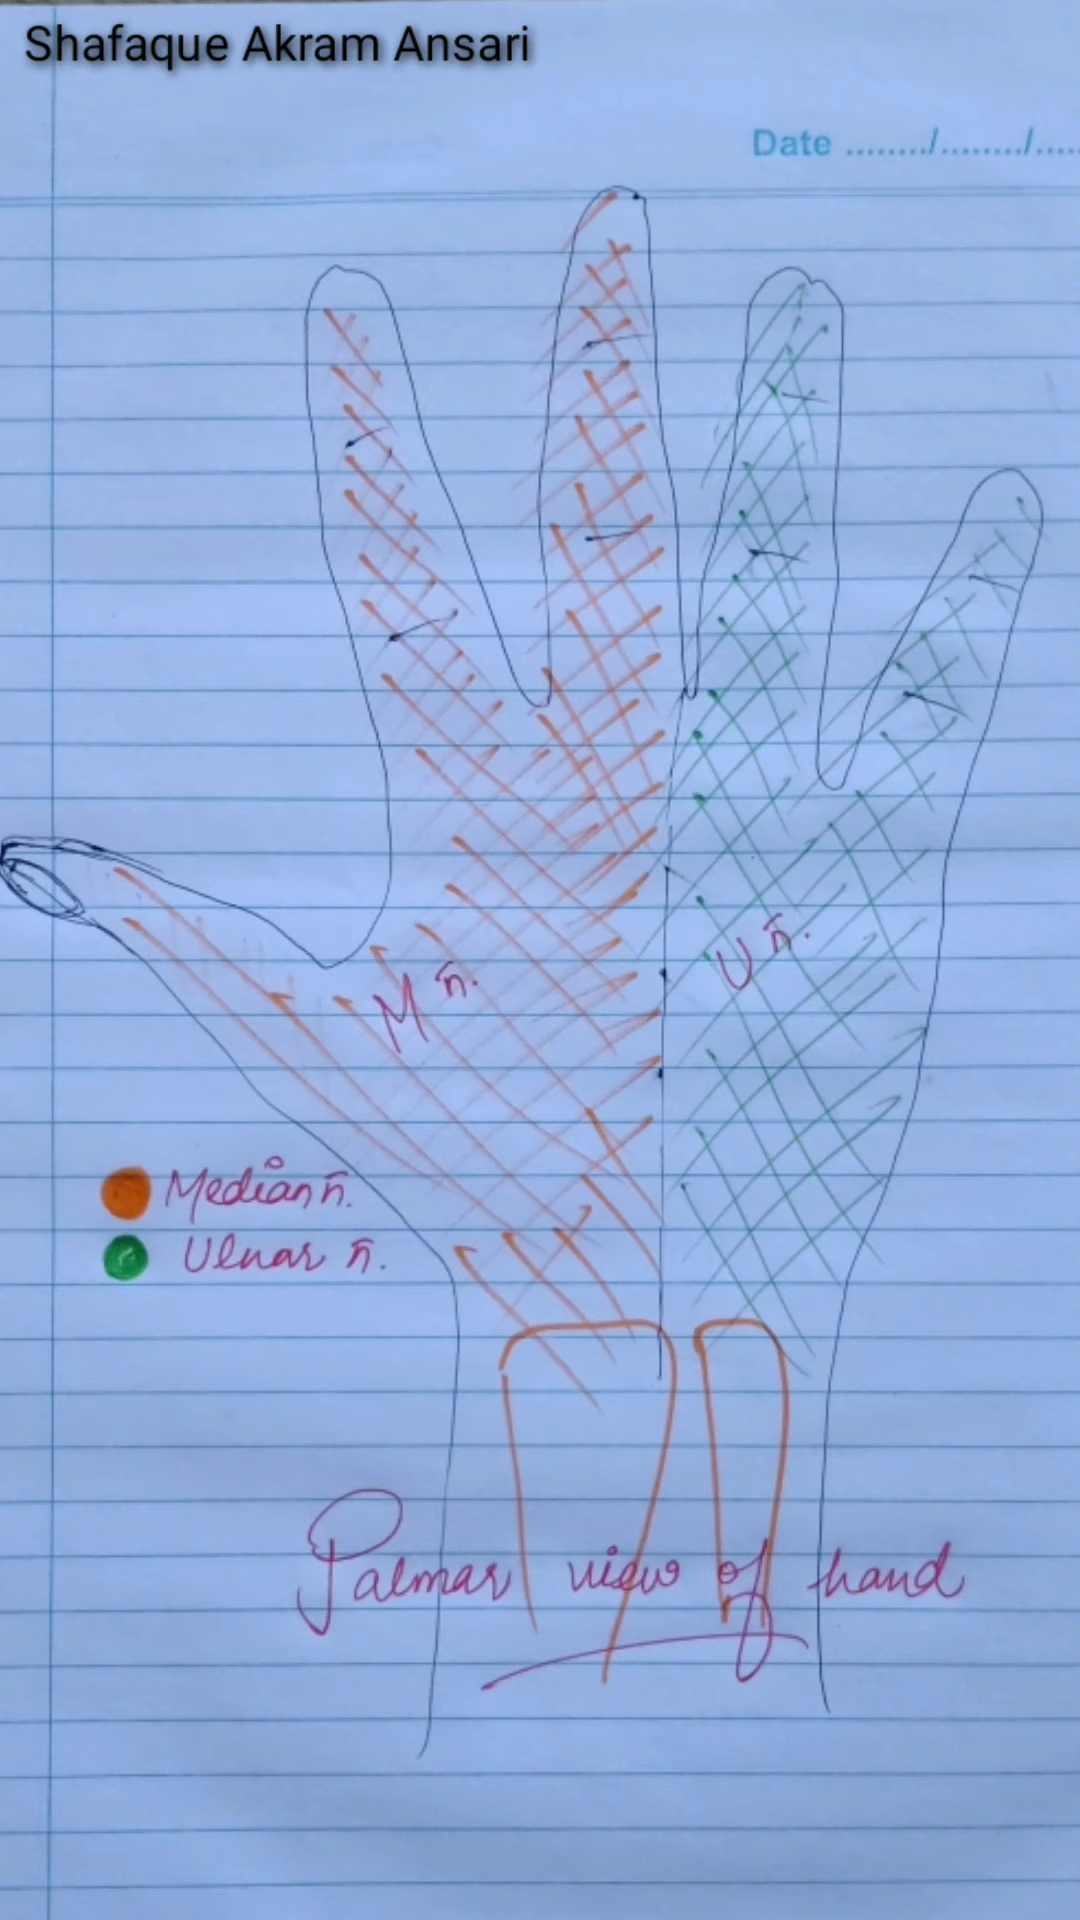 Shafaque Akram Ansari
Date ......../......../.....
M n̄.
U n̄.
Median n̄.
Ulnar n̄.
Palmar view of hand